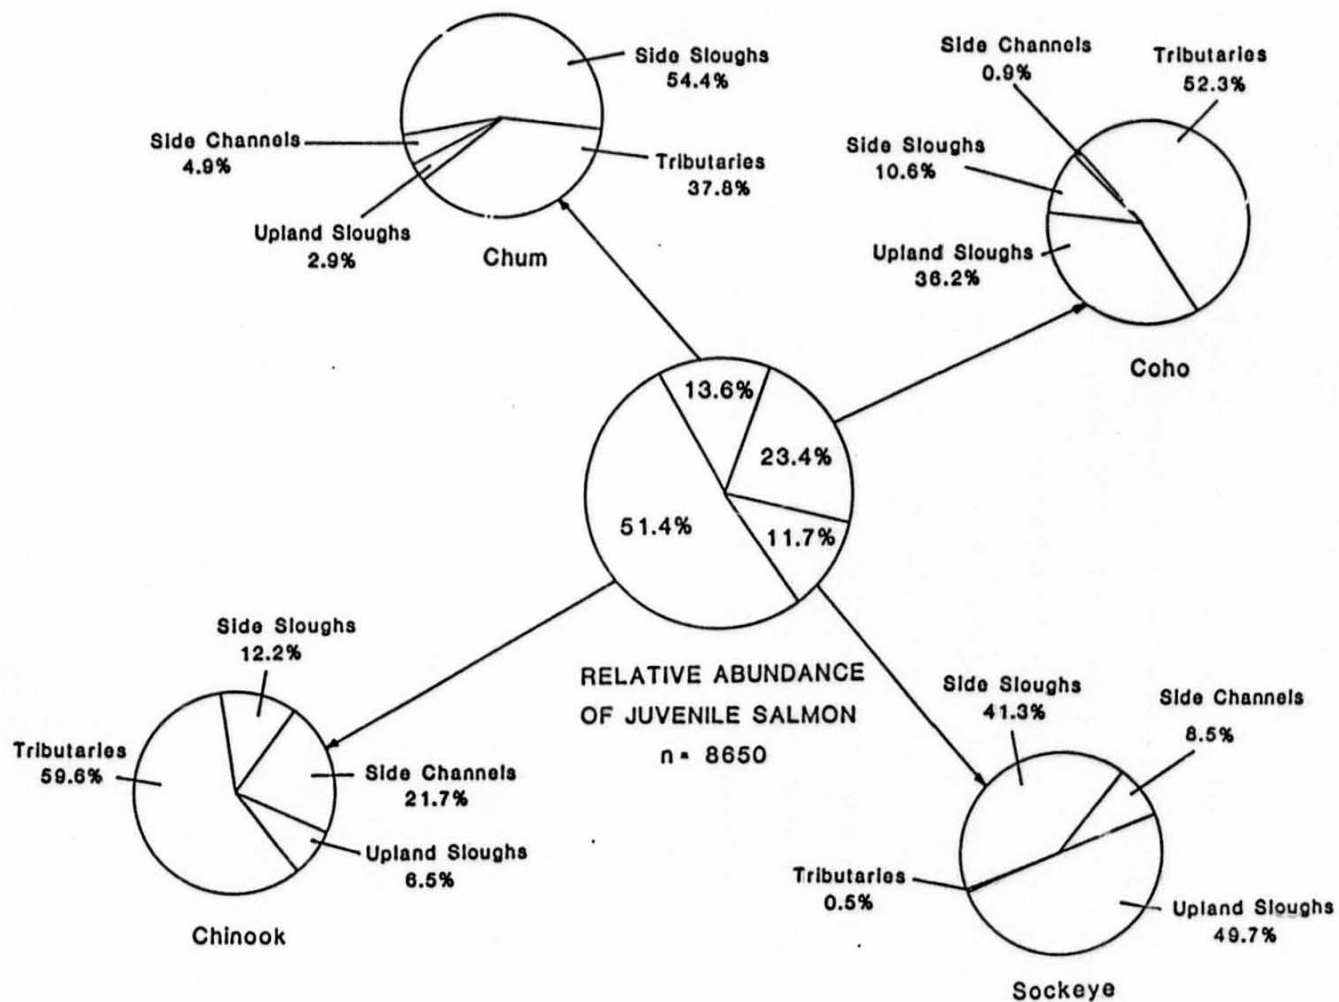 Side Sloughs
54.4%
Side Channels
4.9%
Tributaries
37.8%
Upland Sloughs
2.9%
Chum
Side Channels
0.9%
Tributaries
52.3%
Side Sloughs
10.6%
Upland Sloughs
36.2%
Coho
13.6%
23.4%
51.4%
11.7%
RELATIVE ABUNDANCE
OF JUVENILE SALMON
n = 8650
Side Sloughs
12.2%
Tributaries
59.6%
Side Channels
21.7%
Upland Sloughs
6.5%
Chinook
Side Sloughs
41.3%
Side Channels
8.5%
Tributaries
0.5%
Upland Sloughs
49.7%
Sockeye